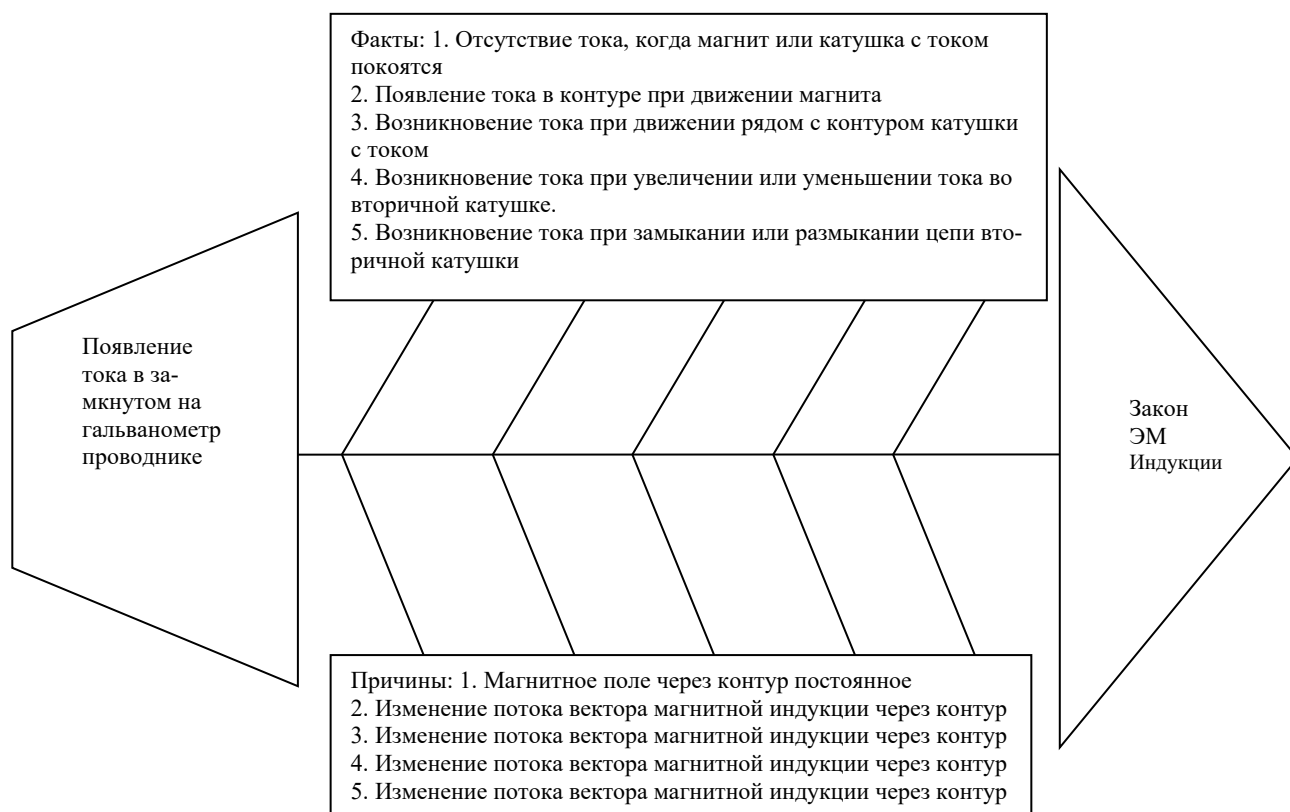 Факты: 1. Отсутствие тока, когда магнит или катушка с током
покоятся
2. Появление тока в контуре при движении магнита
3. Возникновение тока при движении рядом с контуром катушки
с током
4. Возникновение тока при увеличении или уменьшении тока во
вторичной катушке.
5. Возникновение тока при замыкании или размыкании цепи вто-
ричной катушки
Появление
тока в за-
мкнутом на
гальванометр
проводнике
Закон
ЭМ
Индукции
Причины: 1. Магнитное поле через контур постоянное
2. Изменение потока вектора магнитной индукции через контур
3. Изменение потока вектора магнитной индукции через контур
4. Изменение потока вектора магнитной индукции через контур
5. Изменение потока вектора магнитной индукции через контур